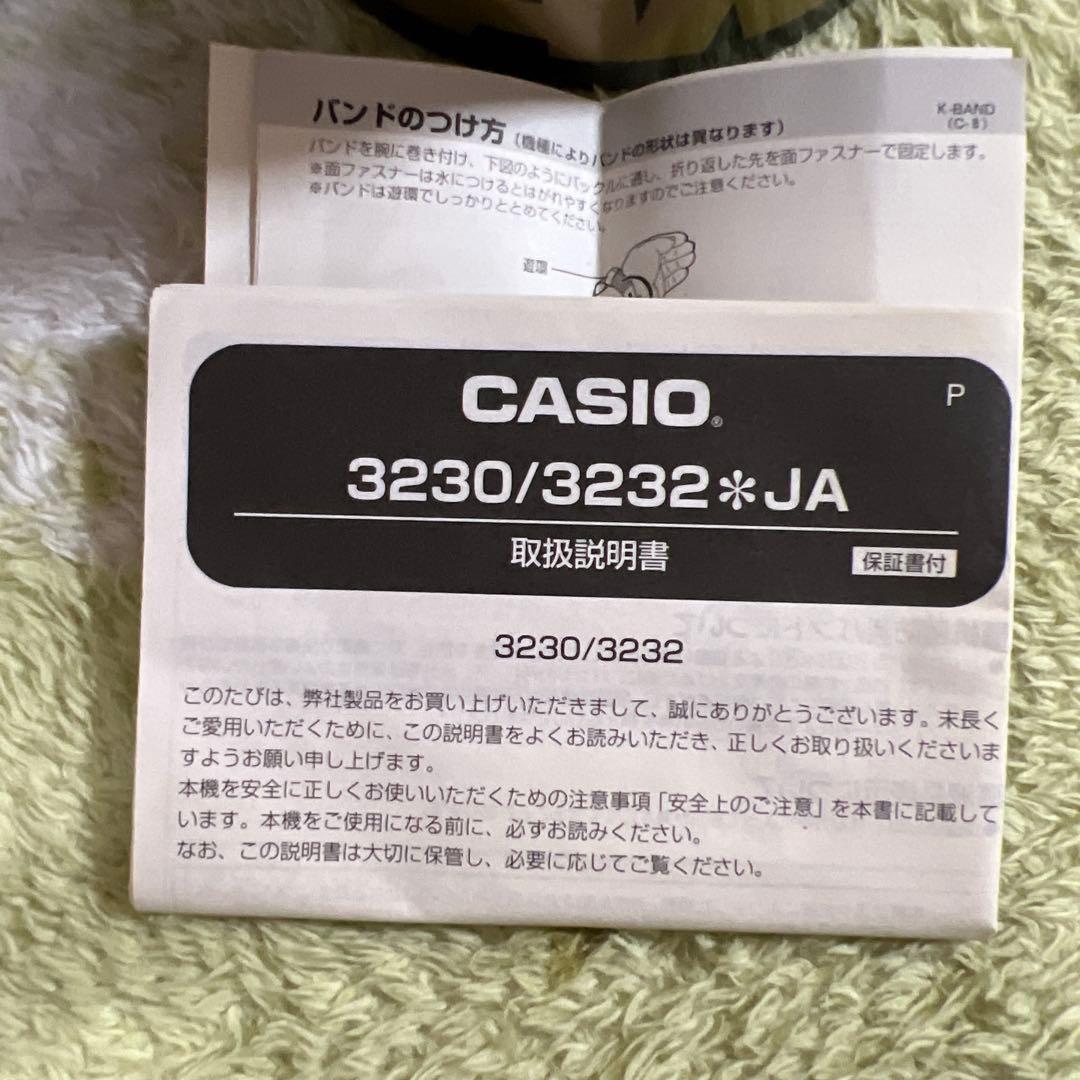 バンドのつけ方（機種によりバンドの形状は異なります）
K-BAND
(C-Ⅱ)
バンドを腕に巻き付け、下図のようにバックルに通し、折り返した先を面ファスナーで固定します。
※面ファスナーは水につけるとはがれやすくなりますのでご注意ください。
※バンドは遊環でしっかりととめてください。
遊環
CASIO®
P
3230/3232＊JA
取扱説明書
保証書付
3230/3232
このたびは、弊社製品をお買い上げいただきまして、誠にありがとうございます。末長く
ご愛用いただくために、この説明書をよくお読みいただき、正しくお取り扱いくださいま
すようお願い申し上げます。
本機を安全に正しくお使いいただくための注意事項「安全上のご注意」を本書に記載して
います。本機をご使用になる前に、必ずお読みください。
なお、この説明書は大切に保管し、必要に応じてご覧ください。